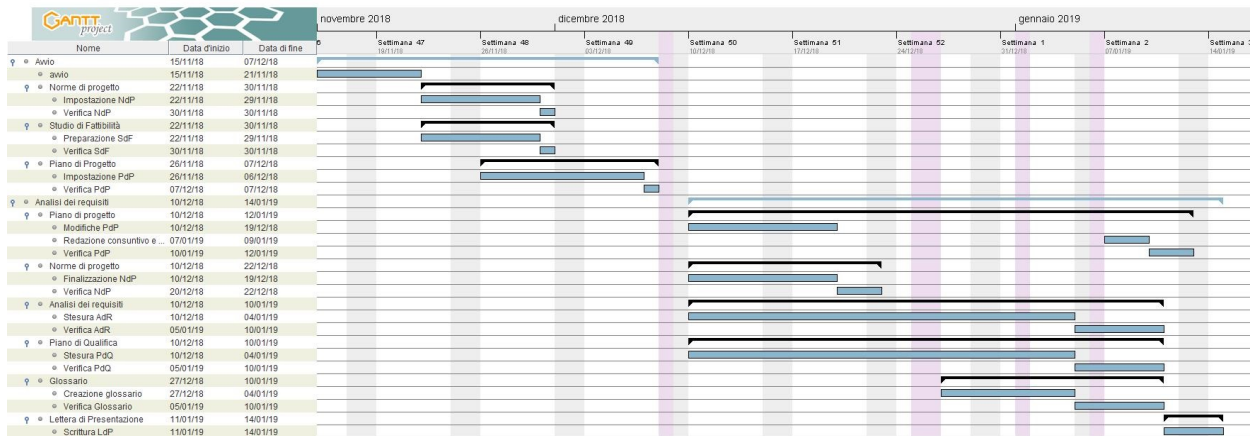 GANTT project
novembre 2018 dicembre 2018 gennaio 2019
Nome Data d'inizio Data di fine
6 Settimana 47 Settimana 48 Settimana 49 Settimana 50 Settimana 51 Settimana 52 Settimana 1 Settimana 2 Settimana
19/11/18 26/11/18 03/12/18 10/12/18 17/12/18 24/12/18 31/12/18 07/01/19 14/01/19
Avvio 15/11/18 07/12/18
avvio 15/11/18 21/11/18
Norme di progetto 22/11/18 30/11/18
Impostazione NdP 22/11/18 29/11/18
Verifica NdP 30/11/18 30/11/18
Studio di Fattibilità 22/11/18 30/11/18
Preparazione SdF 22/11/18 29/11/18
Verifica SdF 30/11/18 30/11/18
Piano di Progetto 26/11/18 07/12/18
Impostazione PdP 26/11/18 06/12/18
Verifica PdP 07/12/18 07/12/18
Analisi dei requisiti 10/12/18 14/01/19
Piano di progetto 10/12/18 12/01/19
Modifiche PdP 10/12/18 19/12/18
Redazione consuntivo e ... 07/01/19 09/01/19
Verifica PdP 10/01/19 12/01/19
Norme di progetto 10/12/18 22/12/18
Finalizzazione NdP 10/12/18 19/12/18
Verifica NdP 20/12/18 22/12/18
Analisi dei requisiti 10/12/18 10/01/19
Stesura AdR 10/12/18 04/01/19
Verifica AdR 05/01/19 10/01/19
Piano di Qualifica 10/12/18 10/01/19
Stesura PdQ 10/12/18 04/01/19
Verifica PdQ 05/01/19 10/01/19
Glossario 27/12/18 10/01/19
Creazione glossario 27/12/18 04/01/19
Verifica Glossario 05/01/19 10/01/19
Lettera di Presentazione 11/01/19 14/01/19
Scrittura LdP 11/01/19 14/01/19